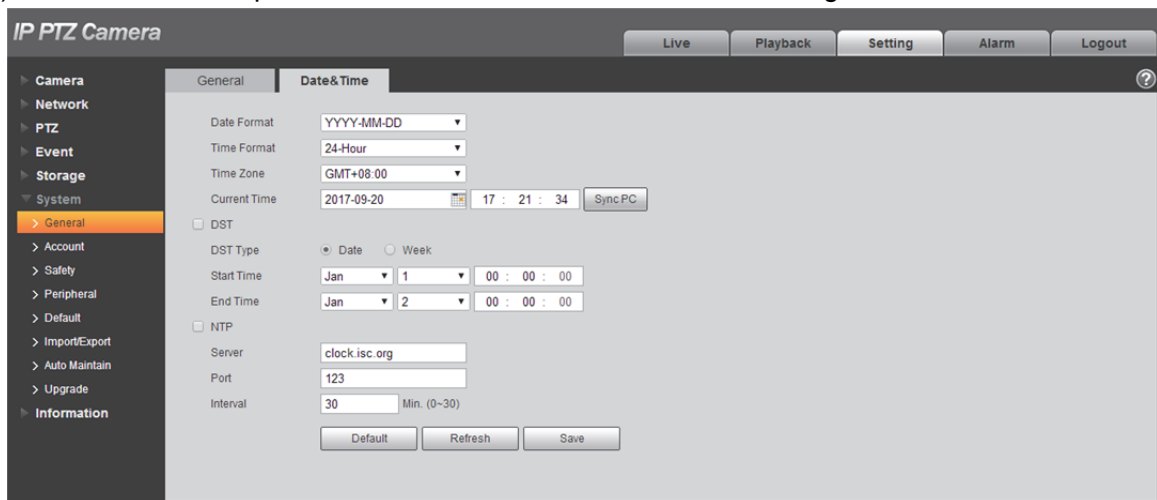 IP PTZ Camera
Live Playback Setting Alarm Logout
Camera
Network
PTZ
Event
Storage
System
General
Account
Safety
Peripheral
Default
Import/Export
Auto Maintain
Upgrade
Information
General Date&Time
?
Date Format YYYY-MM-DD
Time Format 24-Hour
Time Zone GMT+08:00
Current Time 2017-09-20 17 : 21 : 34 Sync PC
DST
DST Type Date Week
Start Time Jan 1 00 : 00 : 00
End Time Jan 2 00 : 00 : 00
NTP
Server clock.isc.org
Port 123
Interval 30 Min. (0~30)
Default Refresh Save